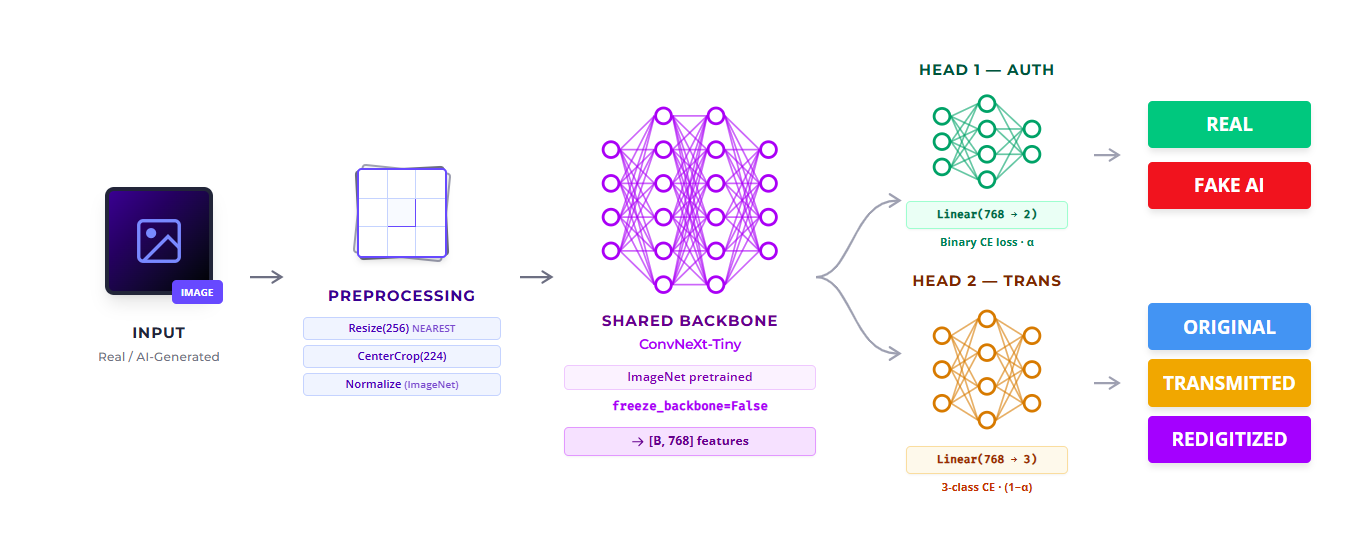 IMAGE
INPUT
Real / AI-Generated
PREPROCESSING
Resize(256) NEAREST
CenterCrop(224)
Normalize (ImageNet)
SHARED BACKBONE
ConvNeXt-Tiny
ImageNet pretrained
freeze_backbone=False
→ [B, 768] features
HEAD 1 — AUTH
Linear(768 → 2)
Binary CE loss · α
REAL
FAKE AI
HEAD 2 — TRANS
Linear(768 → 3)
3-class CE · (1−α)
ORIGINAL
TRANSMITTED
REDIGITIZED